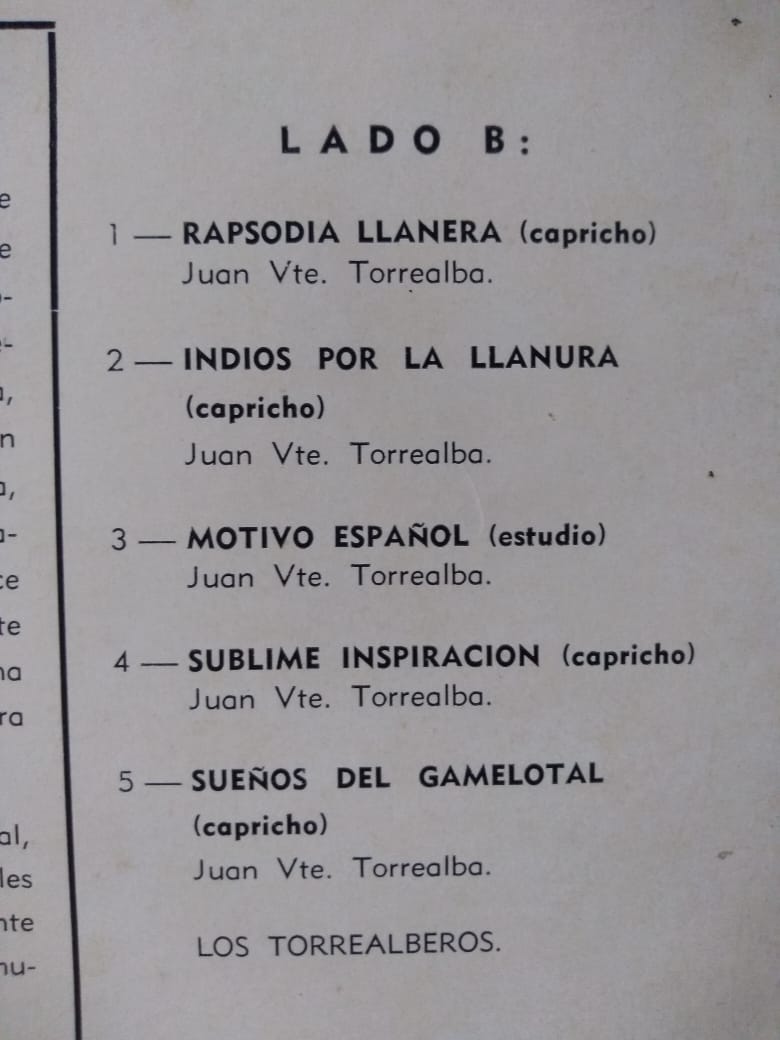 LADO B:
1 — RAPSODIA LLANERA (capricho)
Juan Vte. Torrealba.
2 — INDIOS POR LA LLANURA
(capricho)
Juan Vte. Torrealba.
3 — MOTIVO ESPAÑOL (estudio)
Juan Vte. Torrealba.
4 — SUBLIME INSPIRACION (capricho)
Juan Vte. Torrealba.
5 — SUEÑOS DEL GAMELOTAL
(capricho)
Juan Vte. Torrealba.
LOS TORREALBEROS.